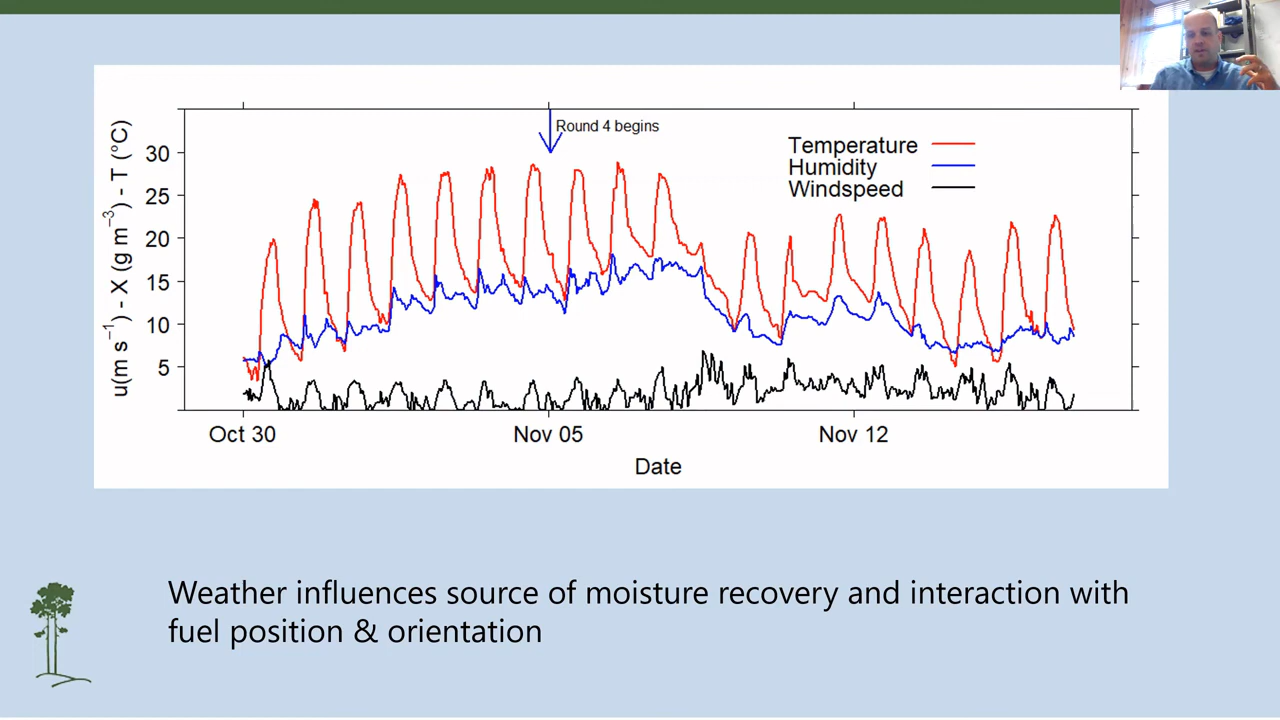 Round 4 begins
Temperature
Humidity
Windspeed
u(m s⁻¹) - X (g m⁻³) - T (°C)
30
25
20
15
10
5
Oct 30
Nov 05
Nov 12
Date
Weather influences source of moisture recovery and interaction with
fuel position & orientation